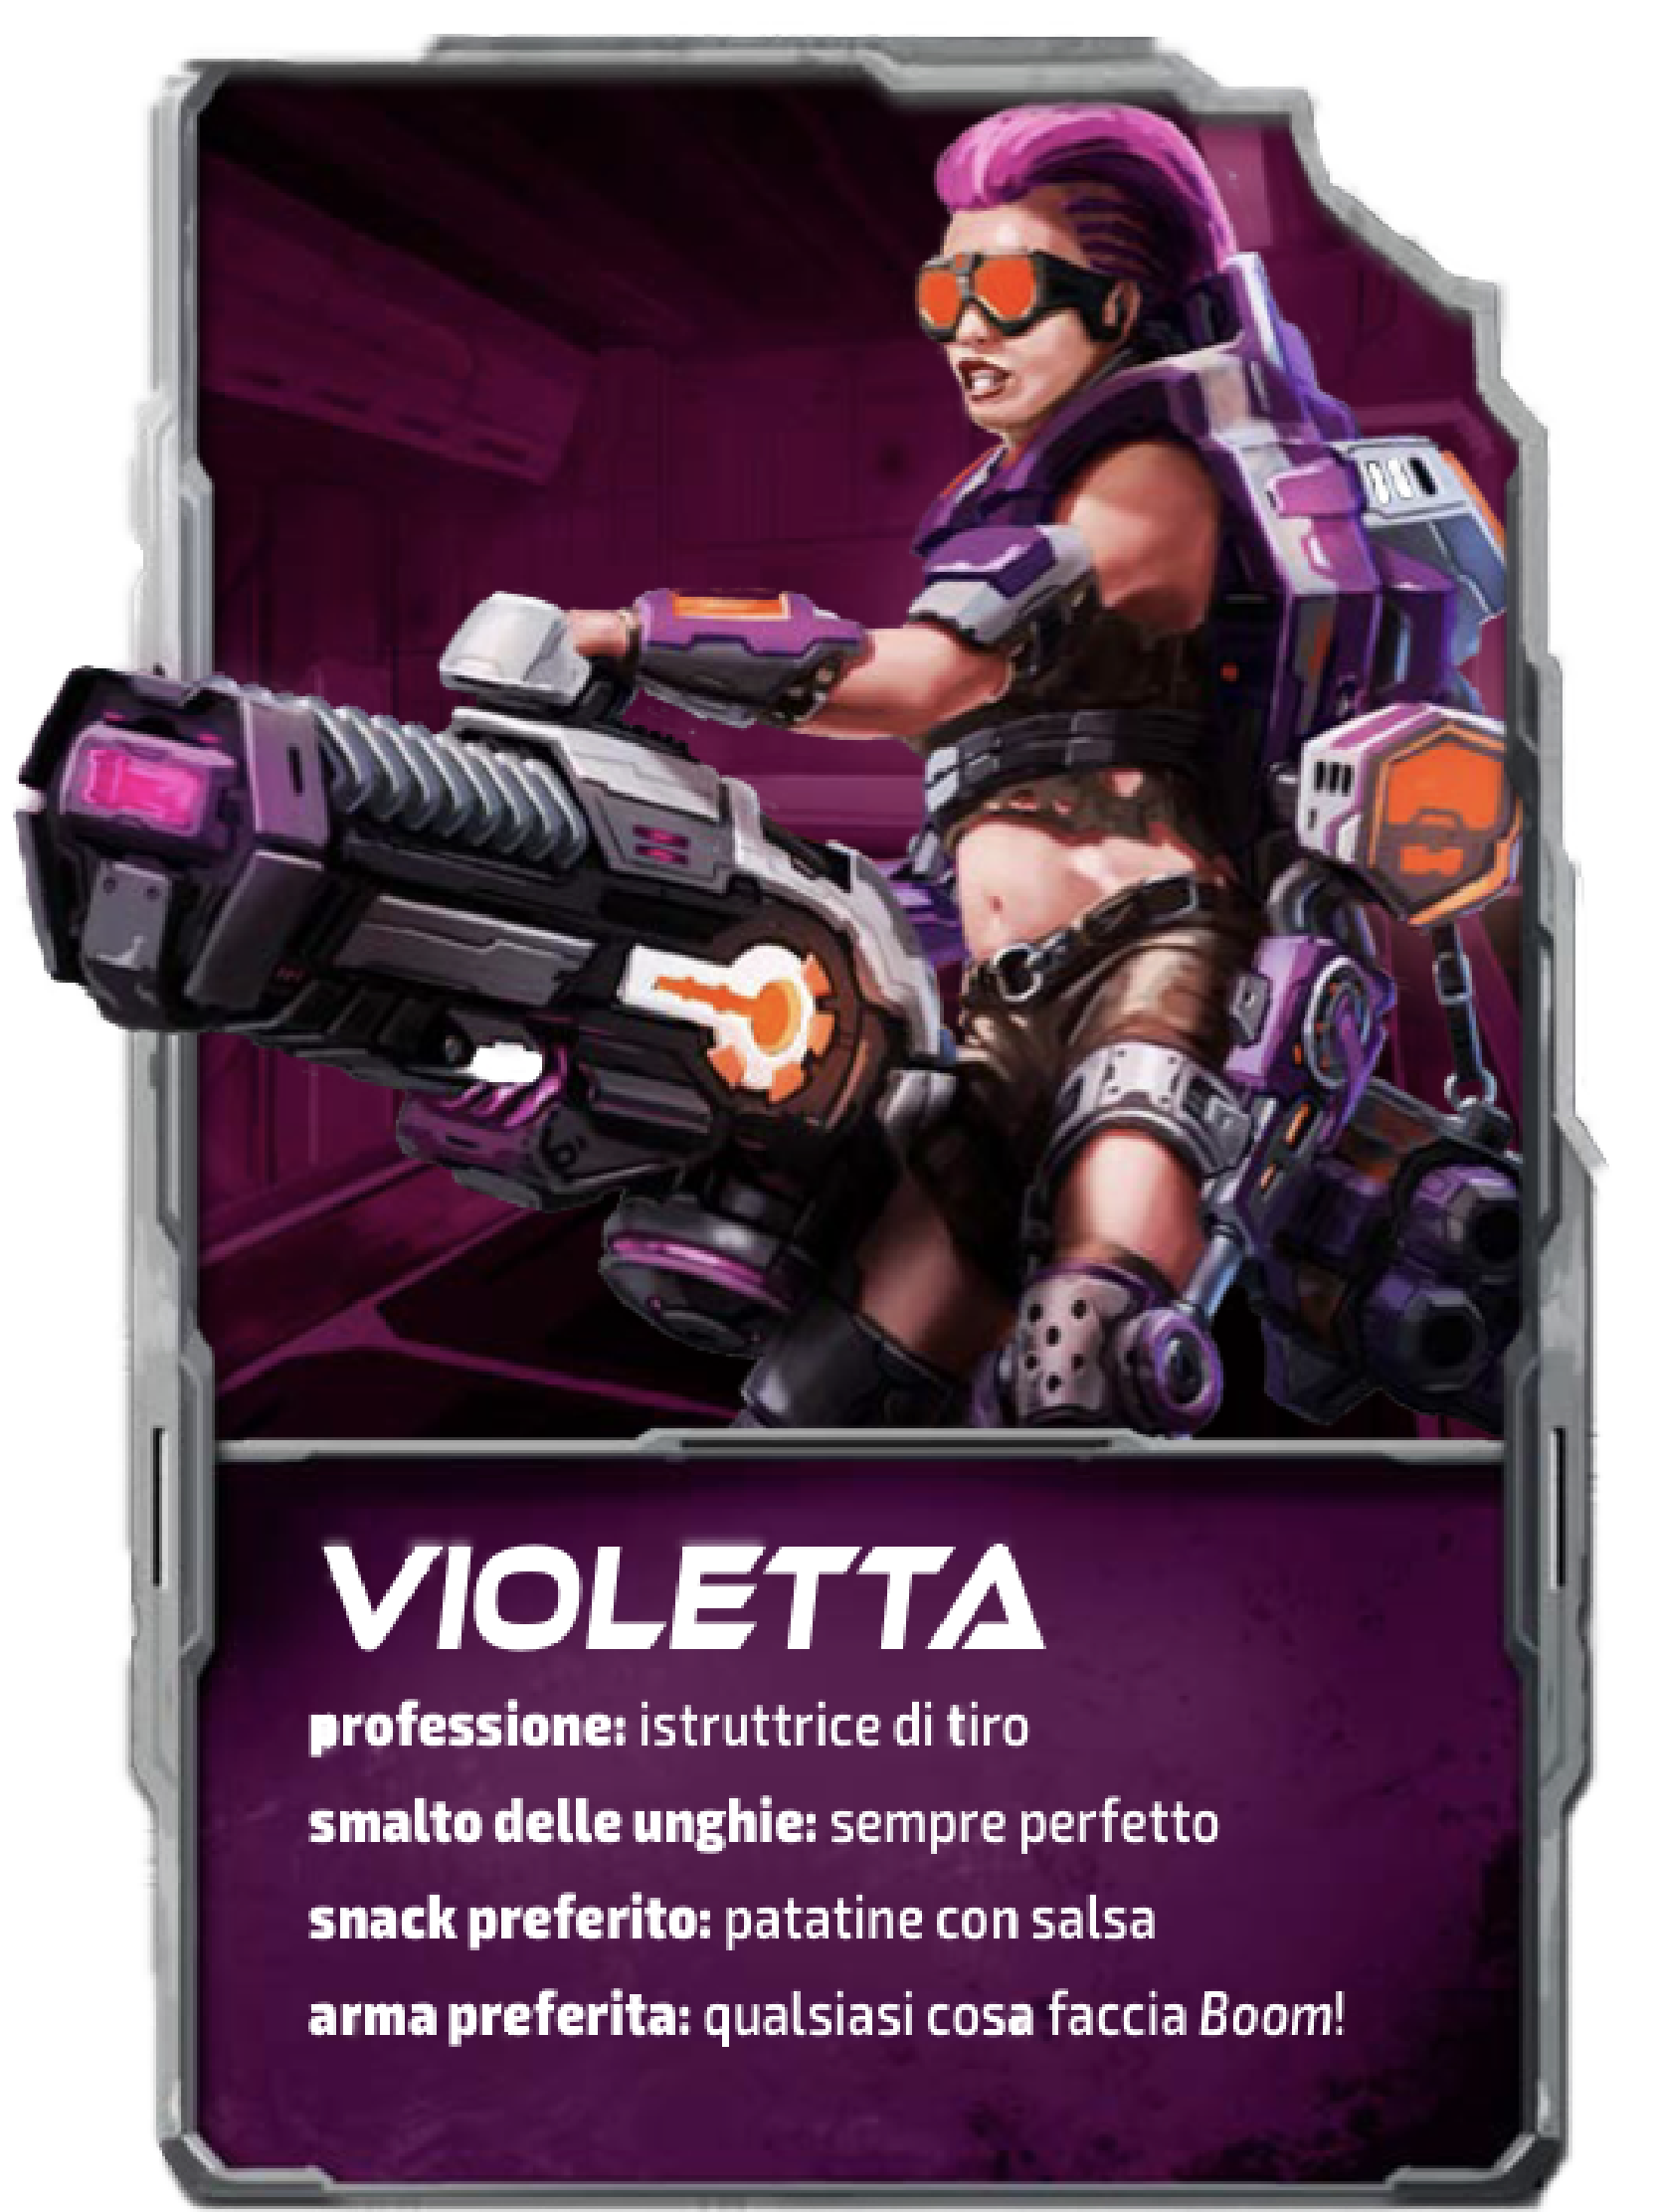 VIOLETTA
professione: istruttrice di tiro
smalto delle unghie: sempre perfetto
snack preferito: patatine con salsa
arma preferita: qualsiasi cosa faccia Boom!